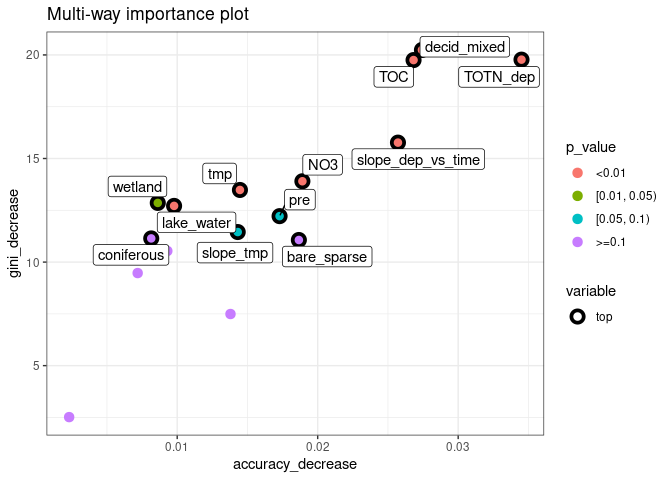 Multi-way importance plot
gini_decrease
20
15
10
5
decid_mixed
TOC
TOTN_dep
slope_dep_vs_time
NO3
tmp
wetland
pre
lake_water
coniferous
slope_tmp
bare_sparse
0.01
0.02
0.03
accuracy_decrease
p_value
<0.01
[0.01, 0.05)
[0.05, 0.1)
>=0.1
variable
top